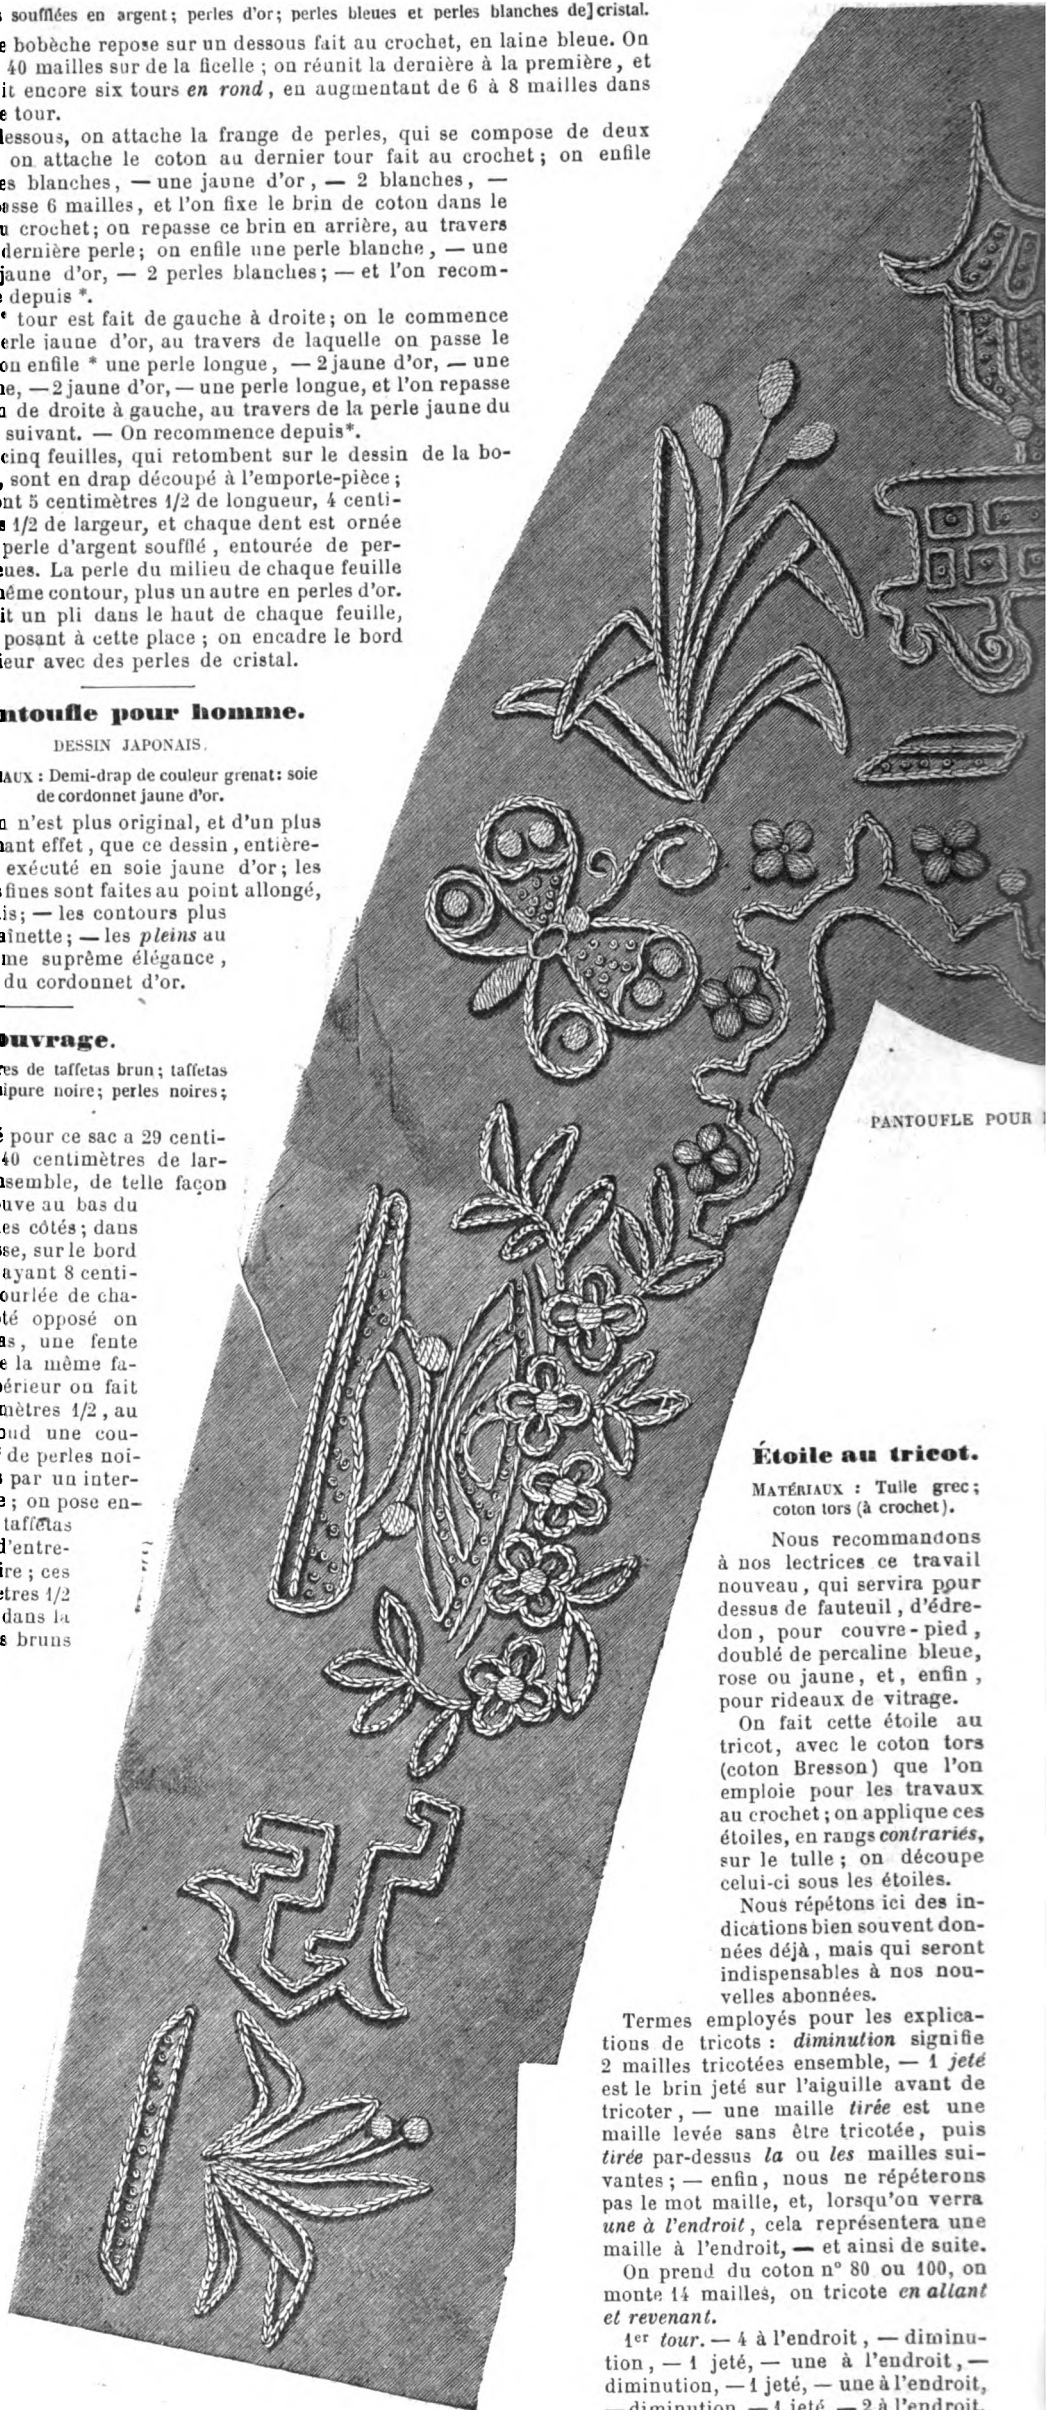 soufflées en argent; perles d'or; perles bleues et perles blanches de] cristal.
bobèche repose sur un dessous fait au crochet, en laine bleue. On
40 mailles sur de la ficelle ; on réunit la dernière à la première, et
it encore six tours en rond, en augmentant de 6 à 8 mailles dans
e tour.
dessous, on attache la frange de perles, qui se compose de deux
on attache le coton au dernier tour fait au crochet ; on enfile
es blanches, — une jaune d'or, — 2 blanches, —
asse 6 mailles, et l'on fixe le brin de coton dans le
u crochet; on repasse ce brin en arrière, au travers
dernière perle; on enfile une perle blanche, — une
jaune d'or, — 2 perles blanches; — et l'on recom-
depuis *.
e tour est fait de gauche à droite; on le commence
erle jaune d'or, au travers de laquelle on passe le
on enfile * une perle longue, — 2 jaune d'or, — une
ne, — 2 jaune d'or, — une perle longue, et l'on repasse
de droite à gauche, au travers de la perle jaune du
suivant. — On recommence depuis*.
cinq feuilles, qui retombent sur le dessin de la bo-
, sont en drap découpé à l'emporte-pièce ;
ont 5 centimètres 1/2 de longueur, 4 centi-
s 1/2 de largeur, et chaque dent est ornée
perle d'argent soufflé, entourée de per-
eues. La perle du milieu de chaque feuille
même contour, plus un autre en perles d'or.
it un pli dans le haut de chaque feuille,
posant à cette place ; on encadre le bord
ieur avec des perles de cristal.
ntoufle pour homme.
DESSIN JAPONAIS.
IAUX : Demi-drap de couleur grenat: soie
de cordonnet jaune d'or.
n n'est plus original, et d'un plus
nant effet, que ce dessin, entière-
exécuté en soie jaune d'or; les
fines sont faites au point allongé,
is; — les contours plus
aînette; — les pleins au
me suprême élégance,
du cordonnet d'or.
ouvrage.
res de taffetas brun; taffetas
uipure noire; perles noires;
é pour ce sac a 29 centi-
40 centimètres de lar-
nsemble, de telle façon
ouve au bas du
es côtés; dans
se, sur le bord
ayant 8 centi-
ourlée de cha-
té opposé on
as, une fente
e la même fa-
périeur on fait
mètres 1/2, au
oud une cou-
de perles noi-
s par un inter-
e ; on pose en-
taffetas
d'entre-
ire ; ces
ètres 1/2
dans la
s bruns
PANTOUFLE POUR
Étoile au tricot.
MATÉRIAUX : Tulle grec;
coton tors (à crochet).
Nous recommandons
à nos lectrices ce travail
nouveau, qui servira pour
dessus de fauteuil, d'édre-
don, pour couvre-pied,
doublé de percaline bleue,
rose ou jaune, et, enfin,
pour rideaux de vitrage.
On fait cette étoile au
tricot, avec le coton tors
(coton Bresson) que l'on
emploie pour les travaux
au crochet; on applique ces
étoiles, en rangs contrariés,
sur le tulle; on découpe
celui-ci sous les étoiles.
Nous répétons ici des in-
dications bien souvent don-
nées déjà, mais qui seront
indispensables à nos nou-
velles abonnées.
Termes employés pour les explica-
tions de tricots : diminution signifie
2 mailles tricotées ensemble, — 1 jeté
est le brin jeté sur l'aiguille avant de
tricoter, — une maille tirée est une
maille levée sans être tricotée, puis
tirée par-dessus la ou les mailles sui-
vantes; — enfin, nous ne répéterons
pas le mot maille, et, lorsqu'on verra
une à l'endroit, cela représentera une
maille à l'endroit, — et ainsi de suite.
On prend du coton n° 80 ou 100, on
monte 14 mailles, on tricote en allant
et revenant.
1er tour. — 4 à l'endroit, — diminu-
tion, — 1 jeté, — une à l'endroit, —
diminution, — 1 jeté, — une à l'endroit,
— diminution, — 1 jeté, — 2 à l'endroit,